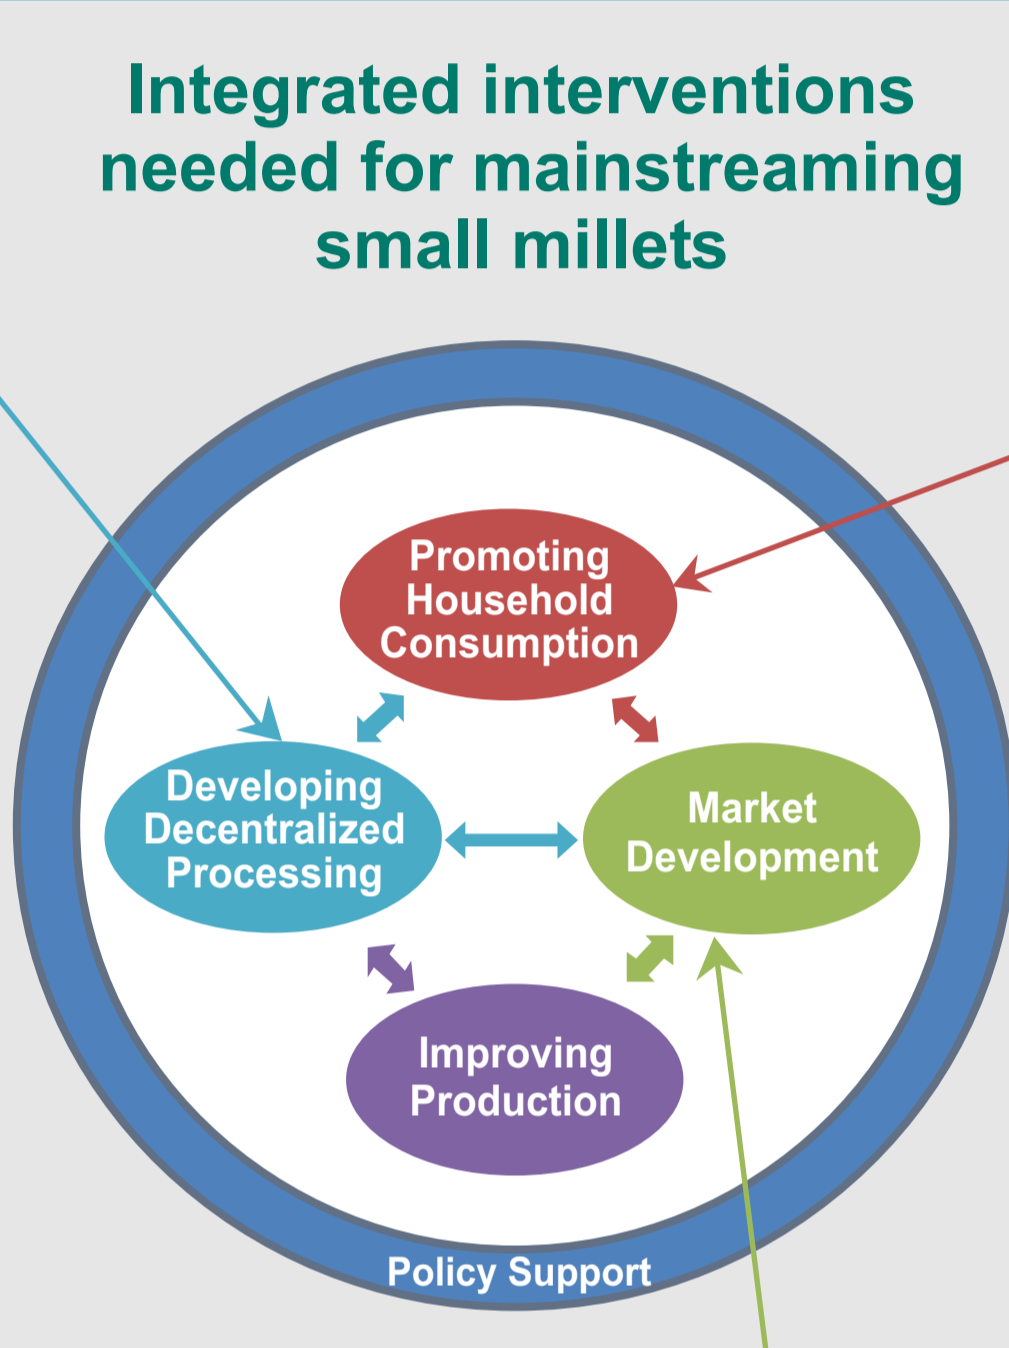 Integrated interventions
needed for mainstreaming
small millets
Promoting
Household
Consumption
Developing
Decentralized
Processing
Market
Development
Improving
Production
Policy Support